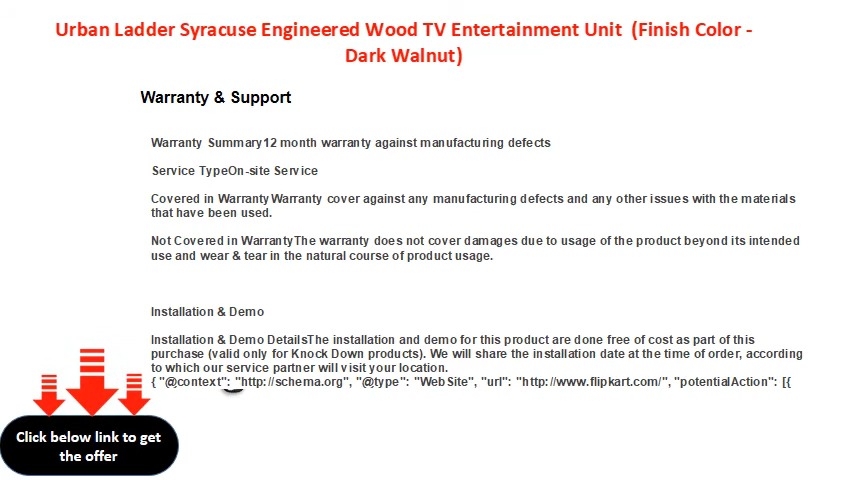 Urban Ladder Syracuse Engineered Wood TV Entertainment Unit (Finish Color -
Dark Walnut)
Warranty & Support
Warranty Summary12 month warranty against manufacturing defects
Service TypeOn-site Service
Covered in WarrantyWarranty cover against any manufacturing defects and any other issues with the materials
that have been used.
Not Covered in WarrantyThe warranty does not cover damages due to usage of the product beyond its intended
use and wear & tear in the natural course of product usage.
Installation & Demo
Installation & Demo DetailsThe installation and demo for this product are done free of cost as part of this
purchase (valid only for Knock Down products). We will share the installation date at the time of order, according
to which our service partner will visit your location.
{ "@context": "http://schema.org", "@type": "WebSite", "url": "http://www.flipkart.com/", "potentialAction": [{
Click below link to get
the offer